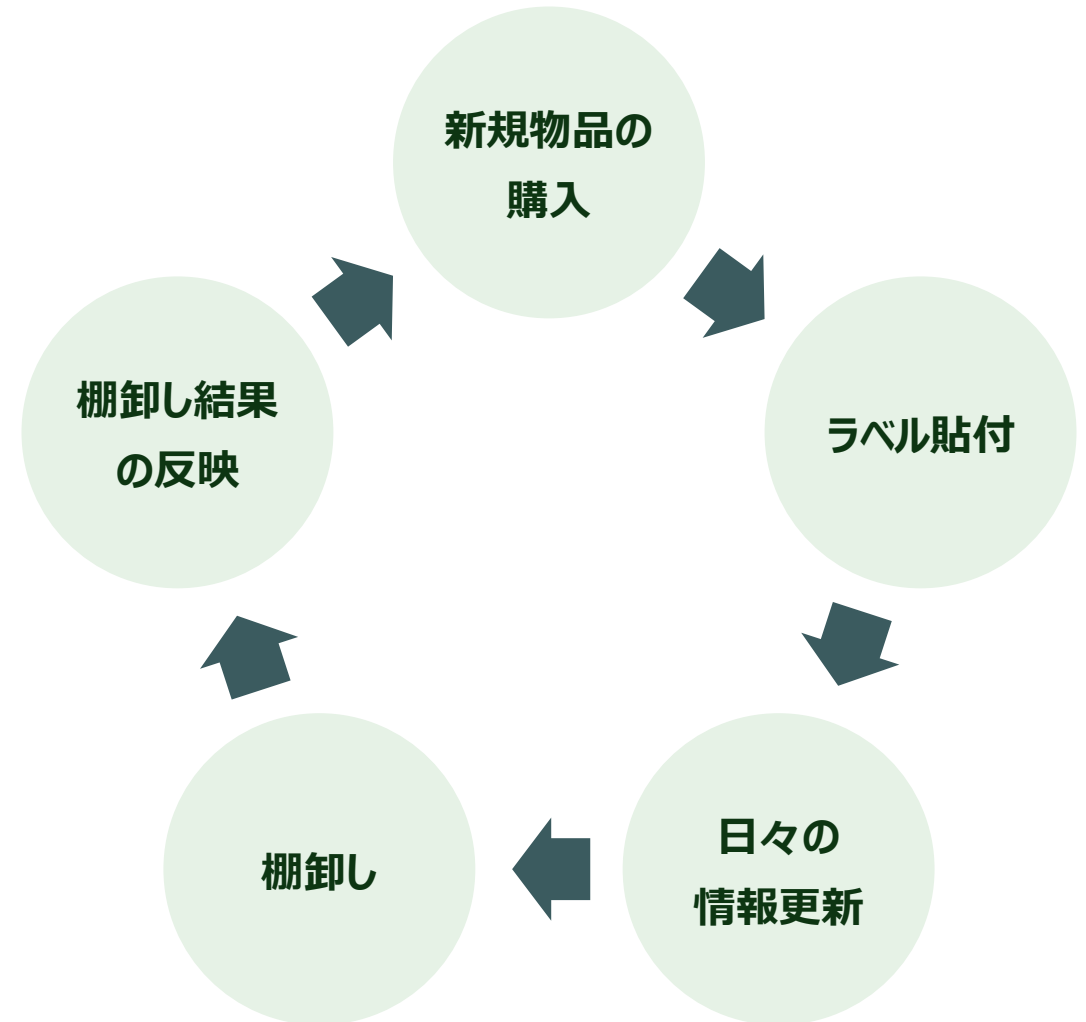 新規物品の
購入
ラベル貼付
日々の
情報更新
棚卸し
棚卸し結果
の反映